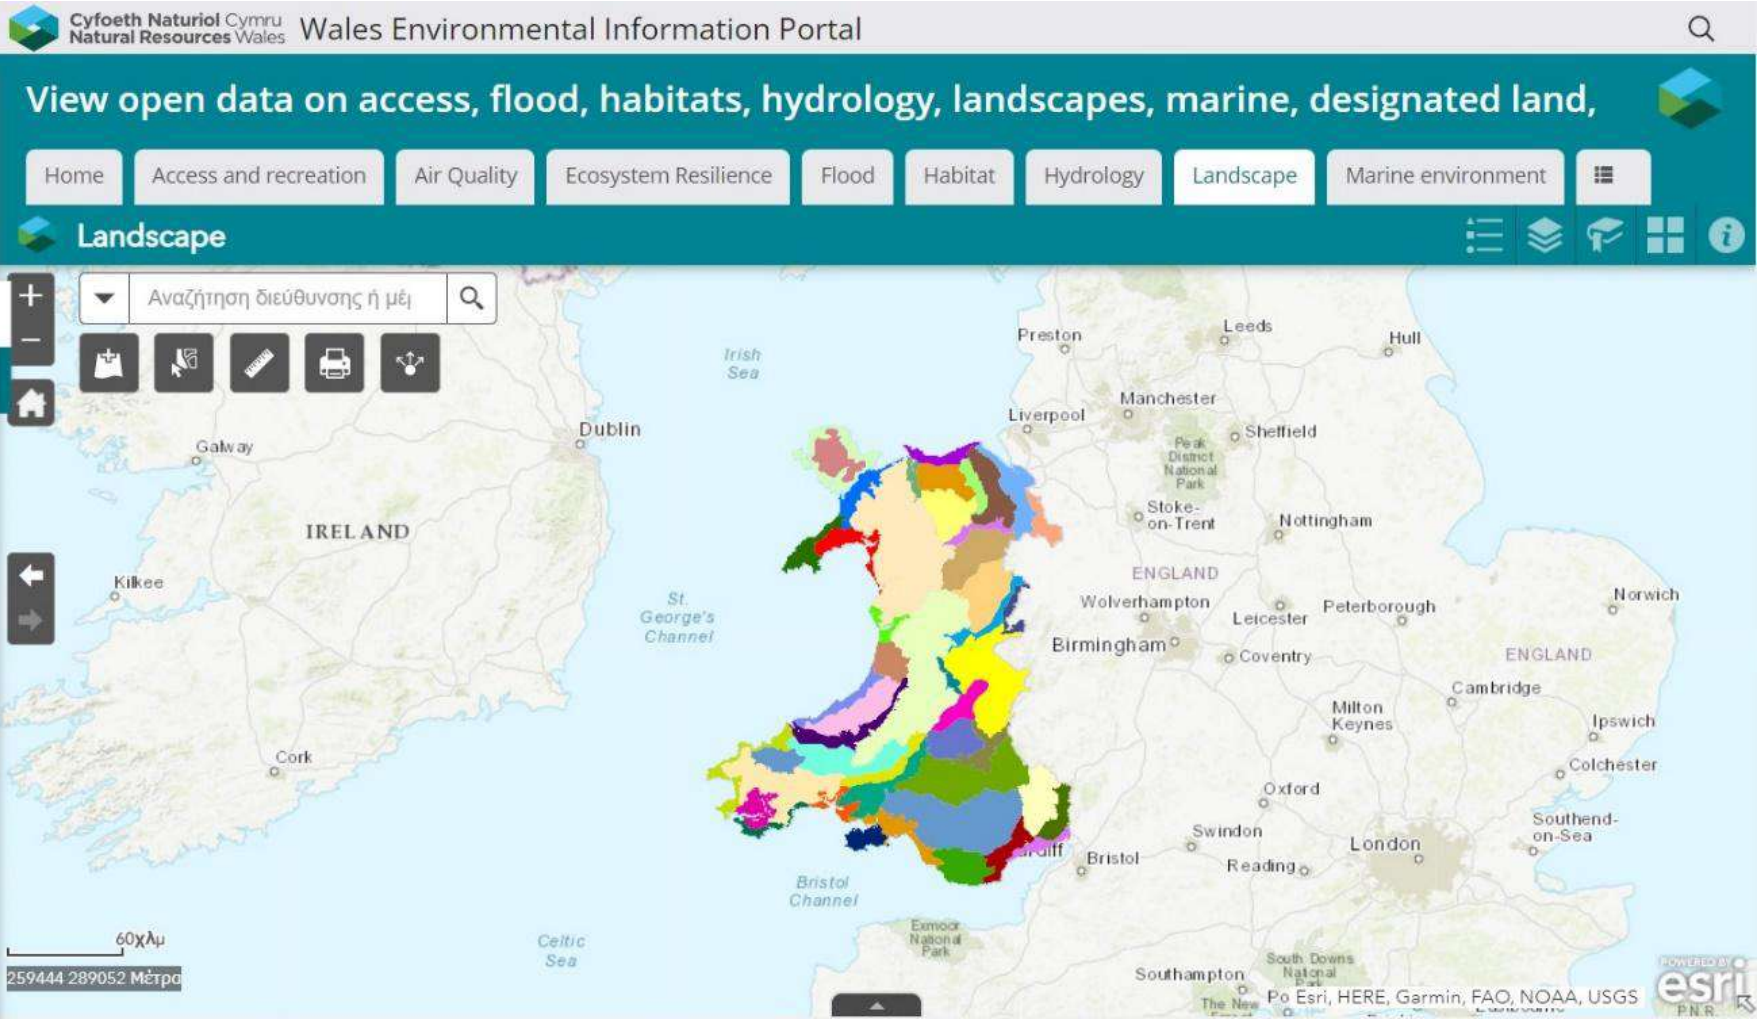 Cyfoeth Naturiol Cymru
Natural Resources Wales
Wales Environmental Information Portal
View open data on access, flood, habitats, hydrology, landscapes, marine, designated land,
Home
Access and recreation
Air Quality
Ecosystem Resilience
Flood
Habitat
Hydrology
Landscape
Marine environment
Landscape
+
Αναζήτηση διεύθυνσης ή μέ
−
Irish
Sea
Preston
Leeds
Hull
Manchester
Liverpool
Sheffield
Peak
District
National
Park
Dublin
Galway
IRELAND
Stoke-
on-Trent
Nottingham
ENGLAND
Kilkee
St.
George's
Channel
Wolverhampton
Leicester
Peterborough
Norwich
Birmingham
Coventry
ENGLAND
Cambridge
Milton
Keynes
Ipswich
Cork
Colchester
Oxford
Southend-
on-Sea
Swindon
London
Bristol
Reading
Bristol
Channel
Exmoor
National
Park
60χλμ
Celtic
Sea
259444 289052 Μέτρα
Southampton
South Downs
National
The New
Esri, HERE, Garmin, FAO, NOAA, USGS
POWERED BY
esri